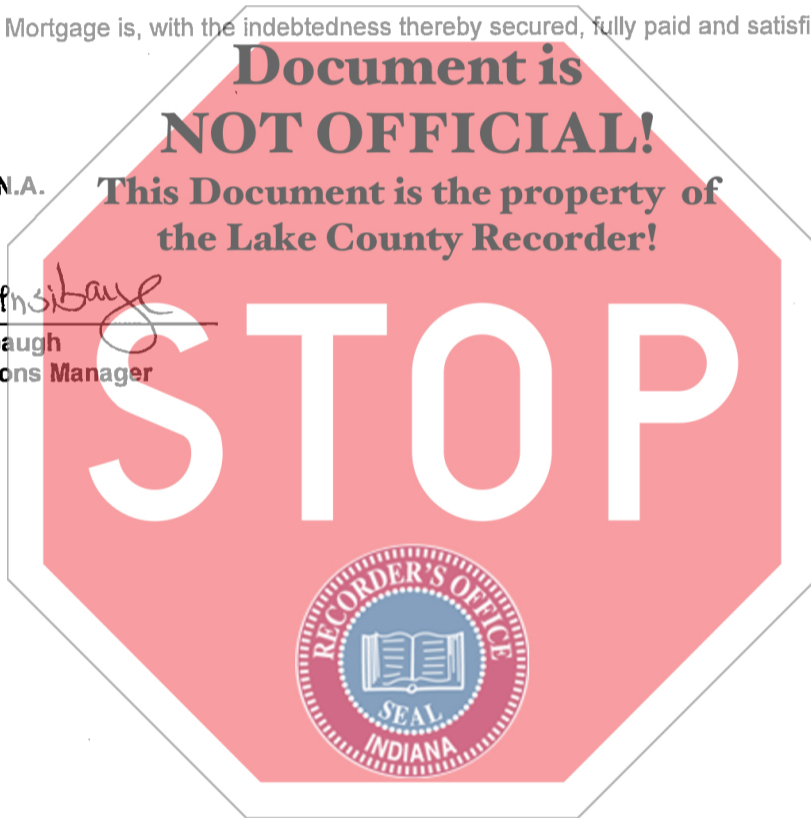 Mortgage is, with the indebtedness thereby secured, fully paid and satisfi
Document is
NOT OFFICIAL!
N.A.
This Document is the property of
the Lake County Recorder!
augh
ons Manager
STOP
RECORDER'S OFFICE
SEAL
INDIANA